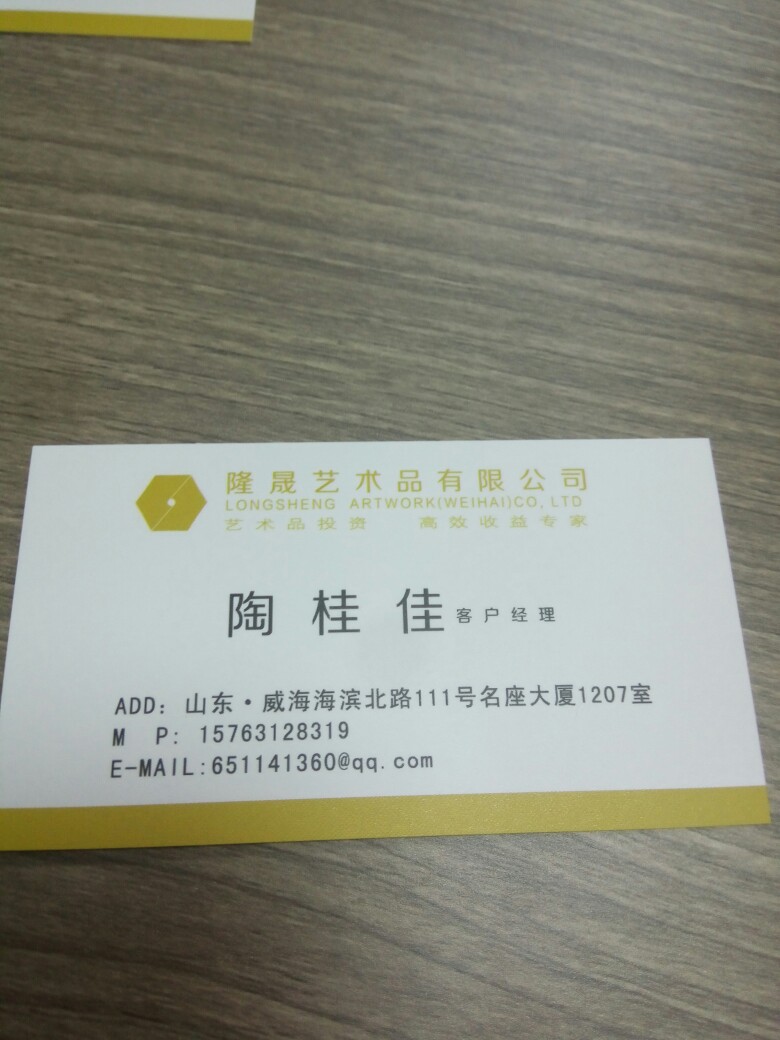 隆晟艺术品有限公司
LONGSHENG ARTWORK(WEIHAI)CO, LTD
艺术品投资 高效收益专家
陶桂佳 客户经理
ADD: 山东·威海海滨北路111号名座大厦1207室
M P: 15763128319
E-MAIL:651141360@qq.com